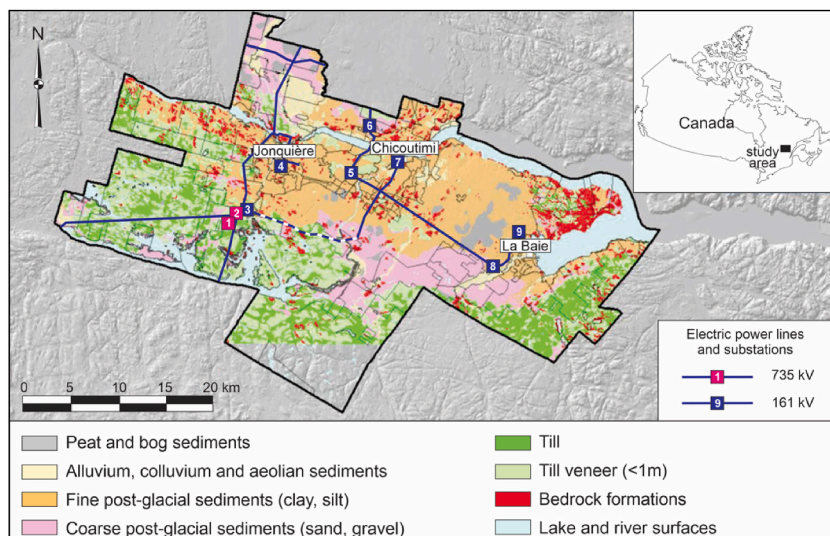 N
Canada
study
area
Jonquière
Chicoutimi
La Baie
6
7
4
5
3
2
1
9
8
0 5 10 15 20 km
Electric power lines
and substations
1 735 kV
9 161 kV
Peat and bog sediments
Alluvium, colluvium and aeolian sediments
Fine post-glacial sediments (clay, silt)
Coarse post-glacial sediments (sand, gravel)
Till
Till veneer (<1m)
Bedrock formations
Lake and river surfaces